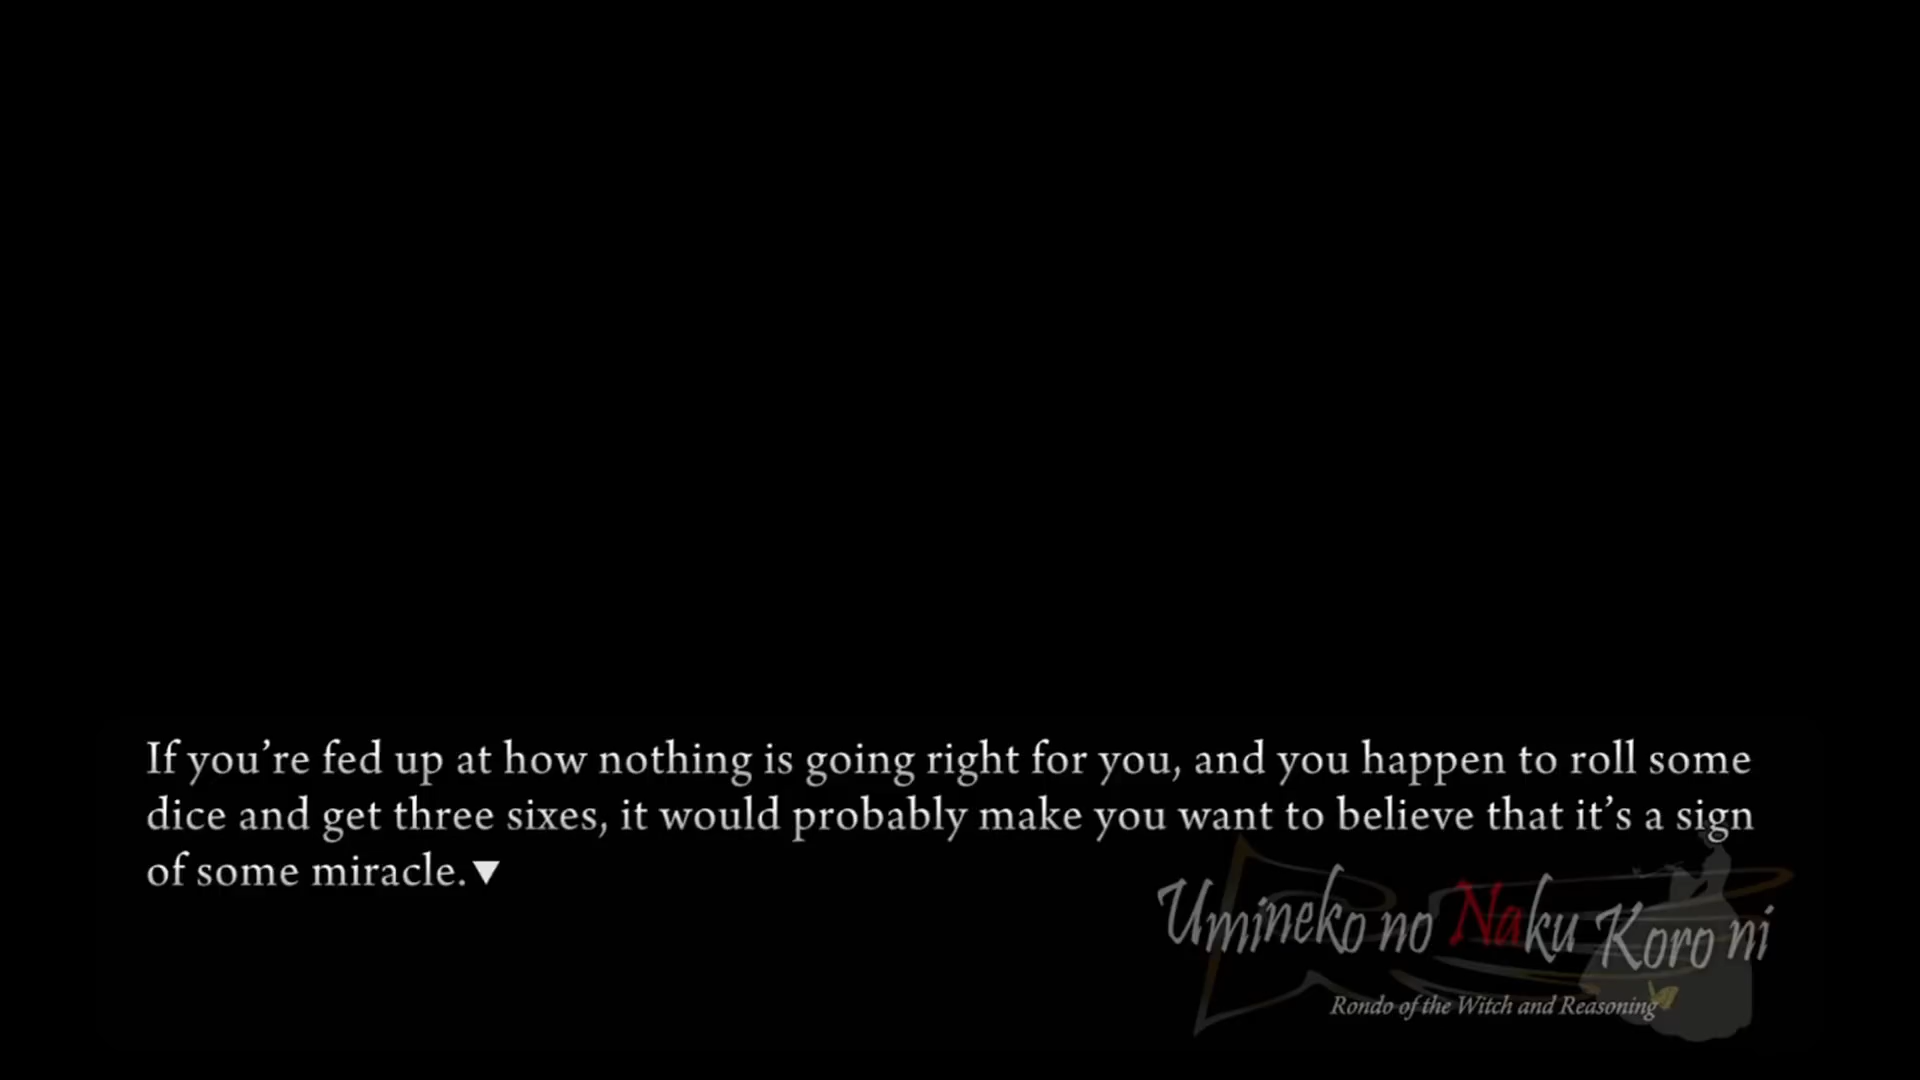 If you’re fed up at how nothing is going right for you, and you happen to roll some
dice and get three sixes, it would probably make you want to believe that it’s a sign
of some miracle.▼
Umineko no Naku Koro ni
Rondo of the Witch and Reasoning